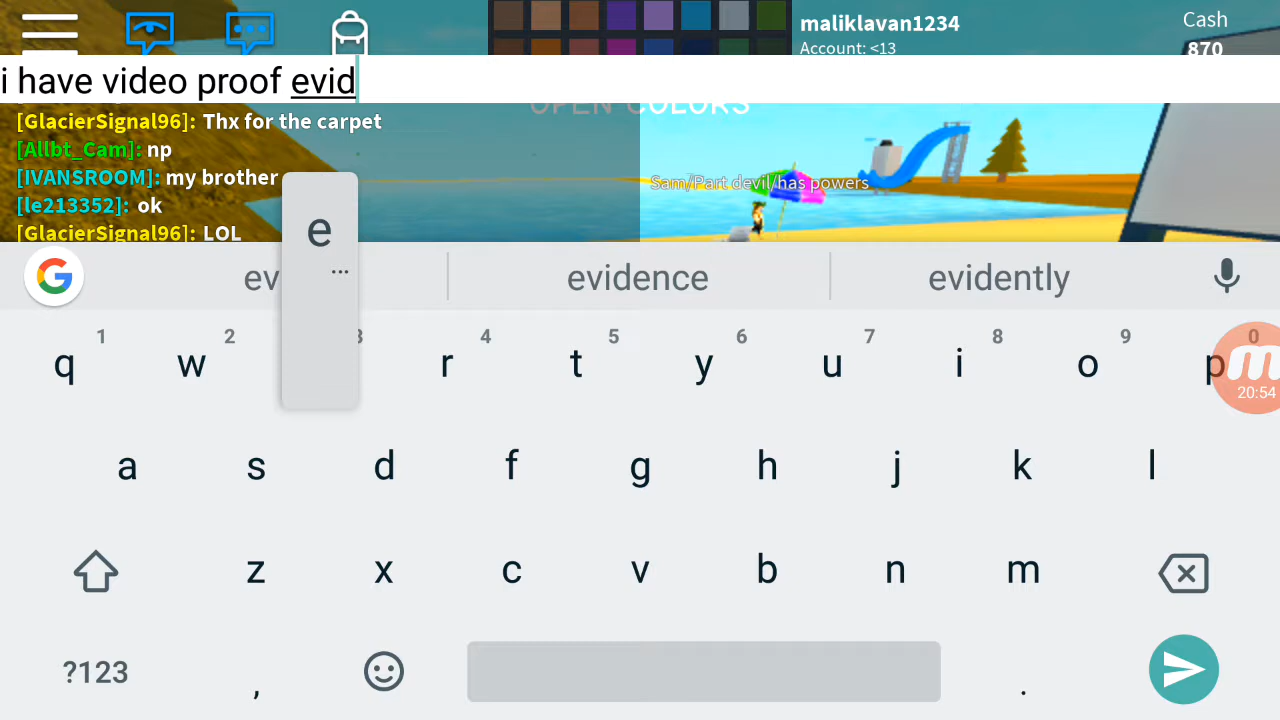 maliklavan1234
Account: <13
Cash
870
i have video proof evid
OPEN COLORS
[GlacierSignal96]: Thx for the carpet
[Allbt_Cam]: np
[IVANSROOM]: my brother
[le213352]: ok
[GlacierSignal96]: LOL
Sam/Part devil/has powers
e
...
G
ev
evidence
evidently
1 2 3 4 5 6 7 8 9 0
q w r t y u i o p
20:54
a s d f g h j k l
z x c v b n m
?123 , .